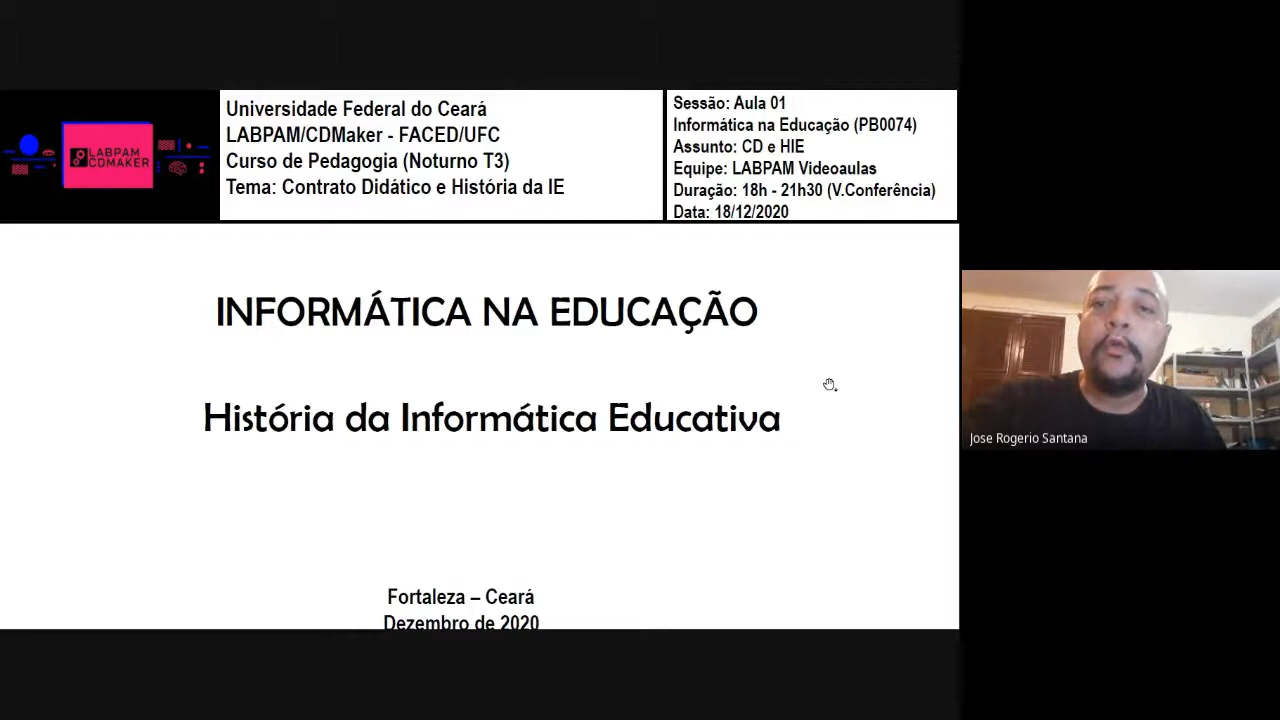 LABPAM
CDMAKER
Universidade Federal do Ceará
LABPAM/CDMaker - FACED/UFC
Curso de Pedagogia (Noturno T3)
Tema: Contrato Didático e História da IE
Sessão: Aula 01
Informática na Educação (PB0074)
Assunto: CD e HIE
Equipe: LABPAM Videoaulas
Duração: 18h - 21h30 (V.Conferência)
Data: 18/12/2020
INFORMÁTICA NA EDUCAÇÃO
História da Informática Educativa
Fortaleza – Ceará
Dezembro de 2020
Jose Rogerio Santana